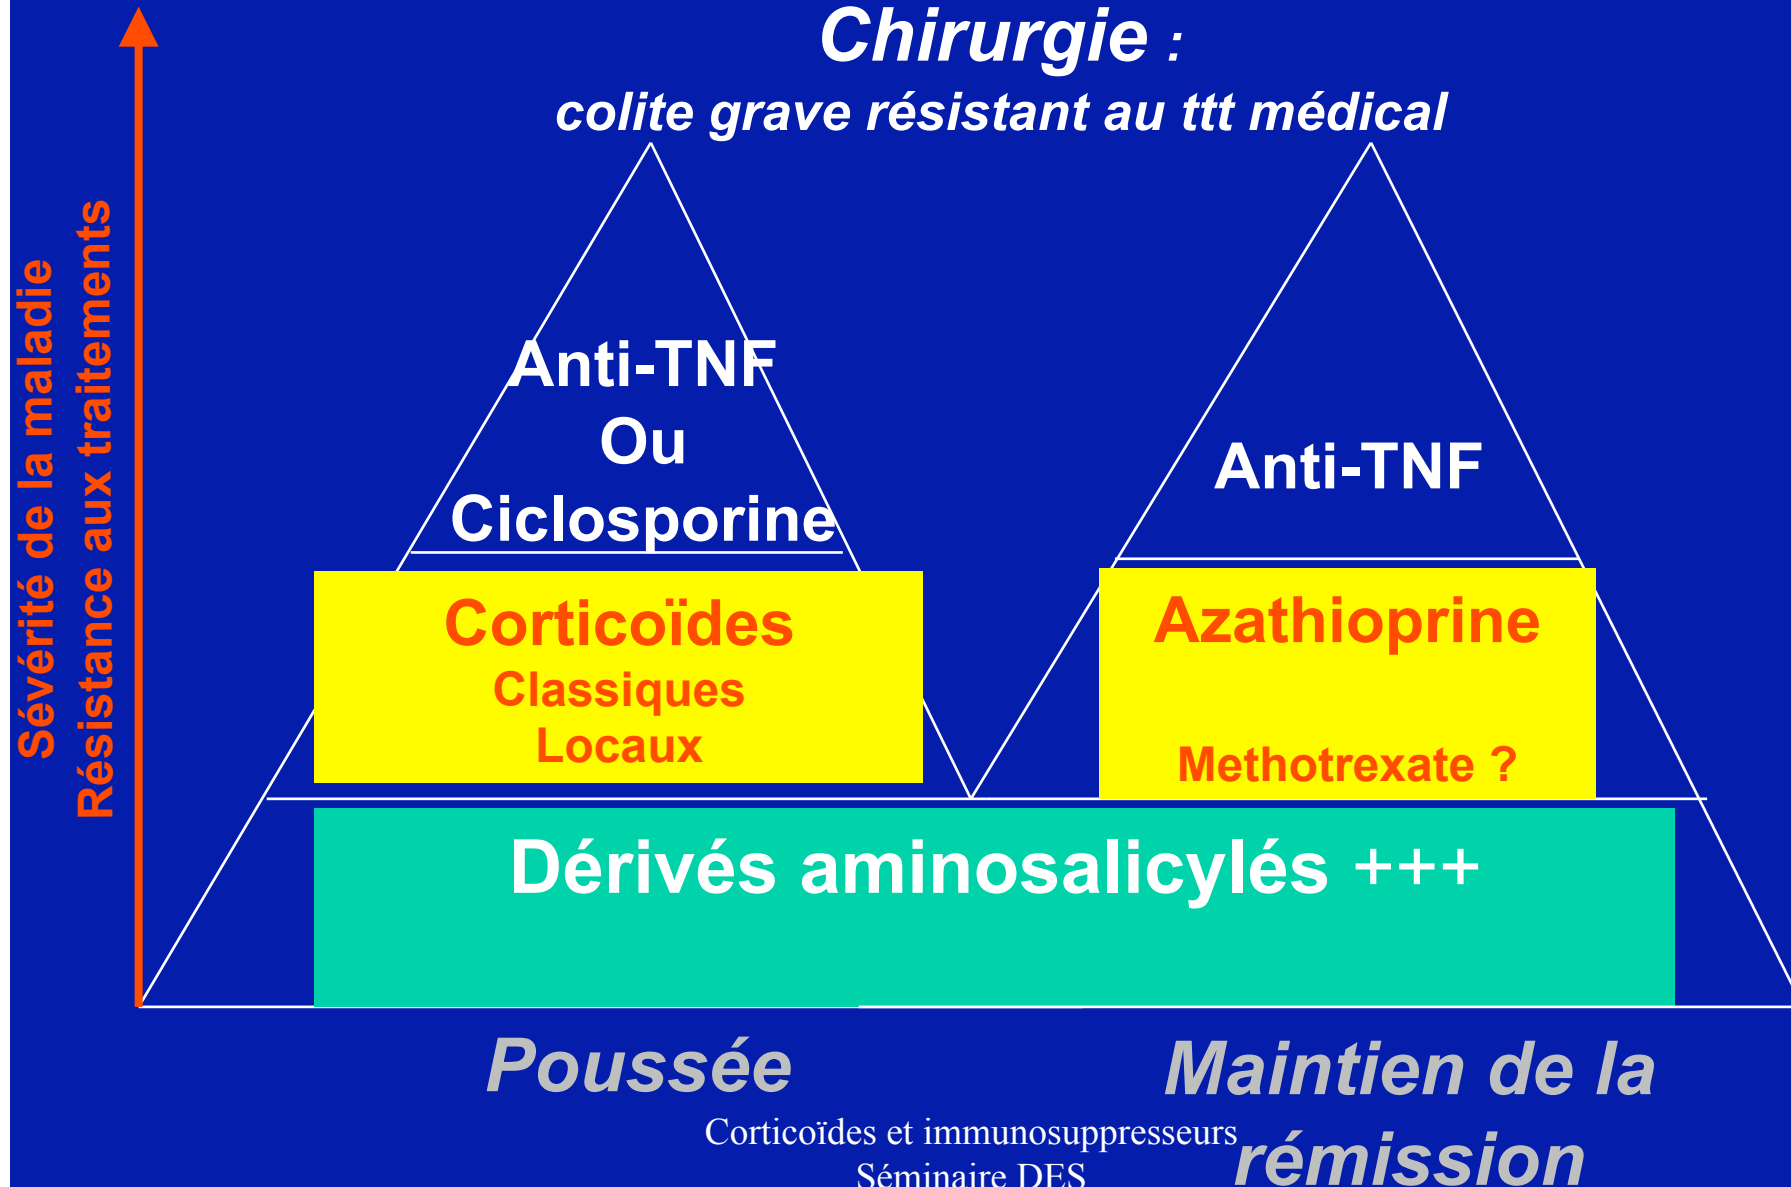 Chirurgie :
colite grave résistant au ttt médical
Sévérité de la maladie
Résistance aux traitements
Anti-TNF
Ou
Ciclosporine
Anti-TNF
Corticoïdes
Classiques
Locaux
Azathioprine
Methotrexate ?
Dérivés aminosalicylés +++
Poussée
Maintien de la
rémission
Corticoïdes et immunosuppresseurs
Séminaire DES